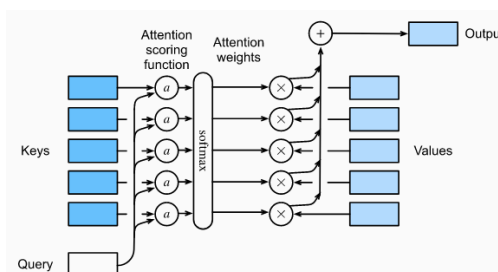 Attention
scoring
function
Attention
weights
+
Output
a
×
a
×
Keys
a
softmax
×
Values
a
×
a
×
Query